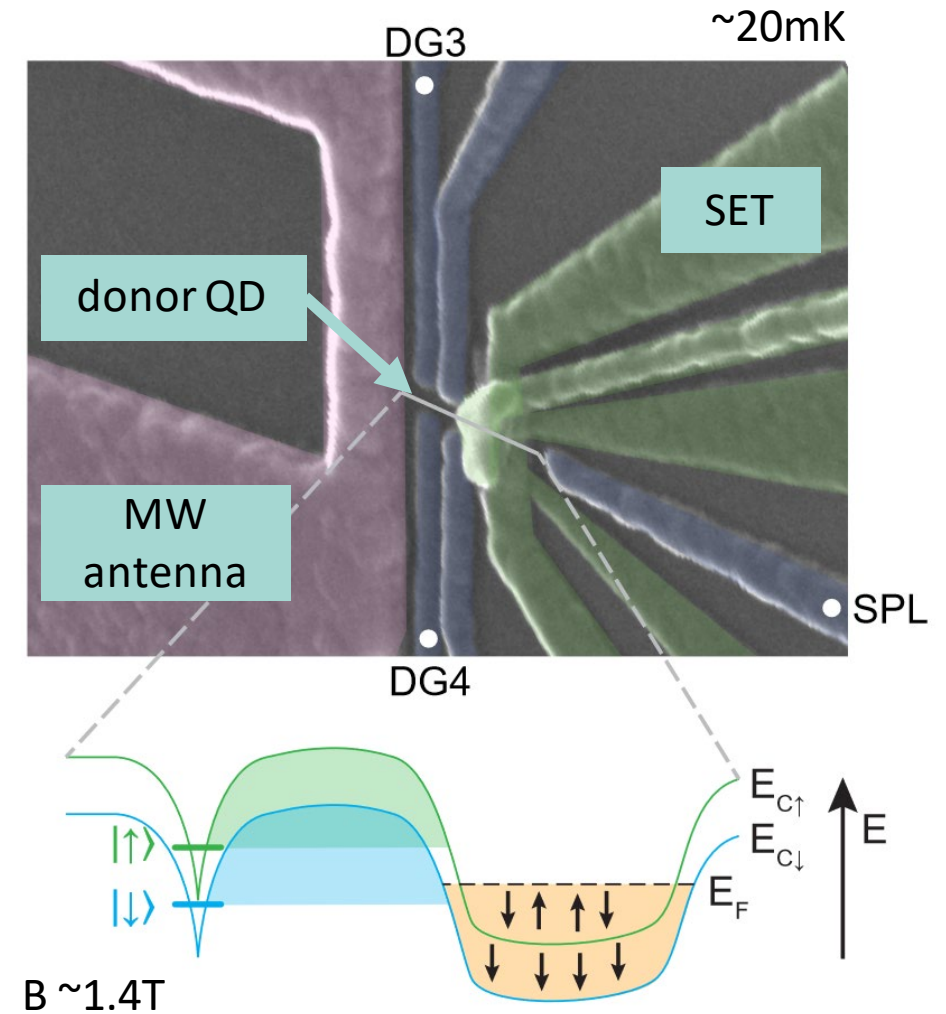 ~20mK
DG3
SET
donor QD
MW
antenna
SPL
DG4
E_C↑
E
E_C↓
|↑⟩
|↓⟩
E_F
B ~1.4T